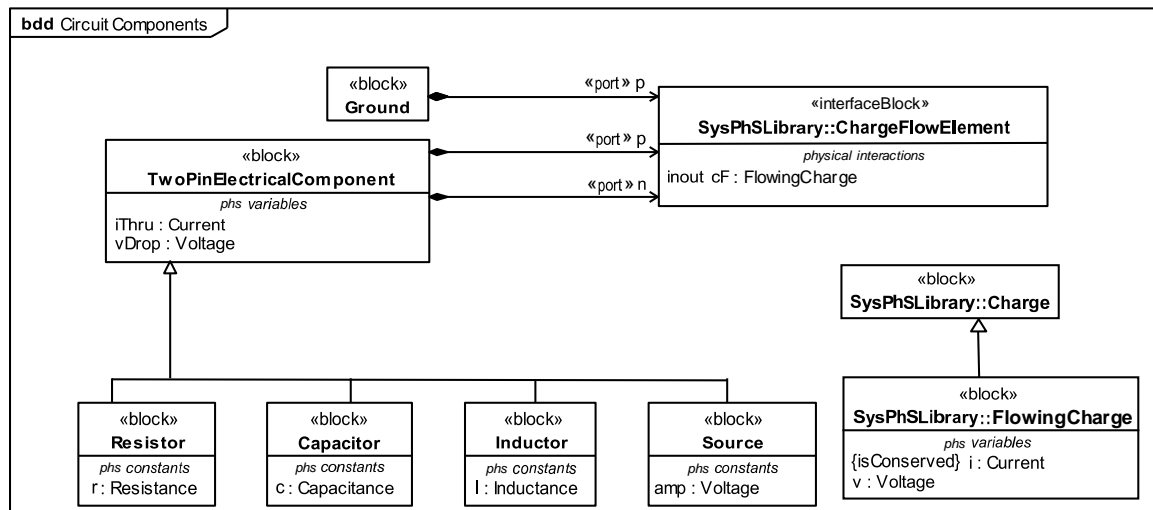 bdd Circuit Components
«block»
Ground
«port» p
«interfaceBlock»
SysPhSLibrary::ChargeFlowElement
physical interactions
inout cF : FlowingCharge
«block»
TwoPinElectricalComponent
phs variables
iThru : Current
vDrop : Voltage
«port» p
«port» n
«block»
SysPhSLibrary::Charge
«block»
Resistor
phs constants
r : Resistance
«block»
Capacitor
phs constants
c : Capacitance
«block»
Inductor
phs constants
l : Inductance
«block»
Source
phs constants
amp : Voltage
«block»
SysPhSLibrary::FlowingCharge
phs variables
{isConserved} i : Current
v : Voltage